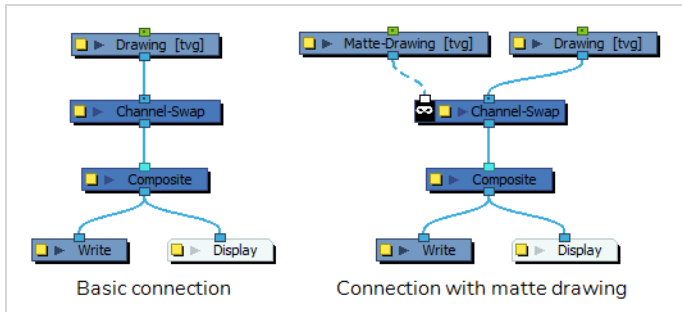 Drawing [tvg]
Channel-Swap
Composite
Write
Display
Basic connection
Matte-Drawing [tvg]
Drawing [tvg]
Channel-Swap
Composite
Write
Display
Connection with matte drawing